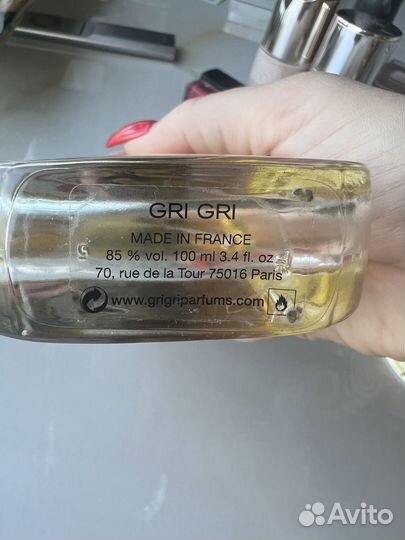 GRI GRI
MADE IN FRANCE
85 % vol. 100 ml 3.4 fl. oz
70, rue de la Tour 75016 Paris
www.grigriparfums.com
Avito